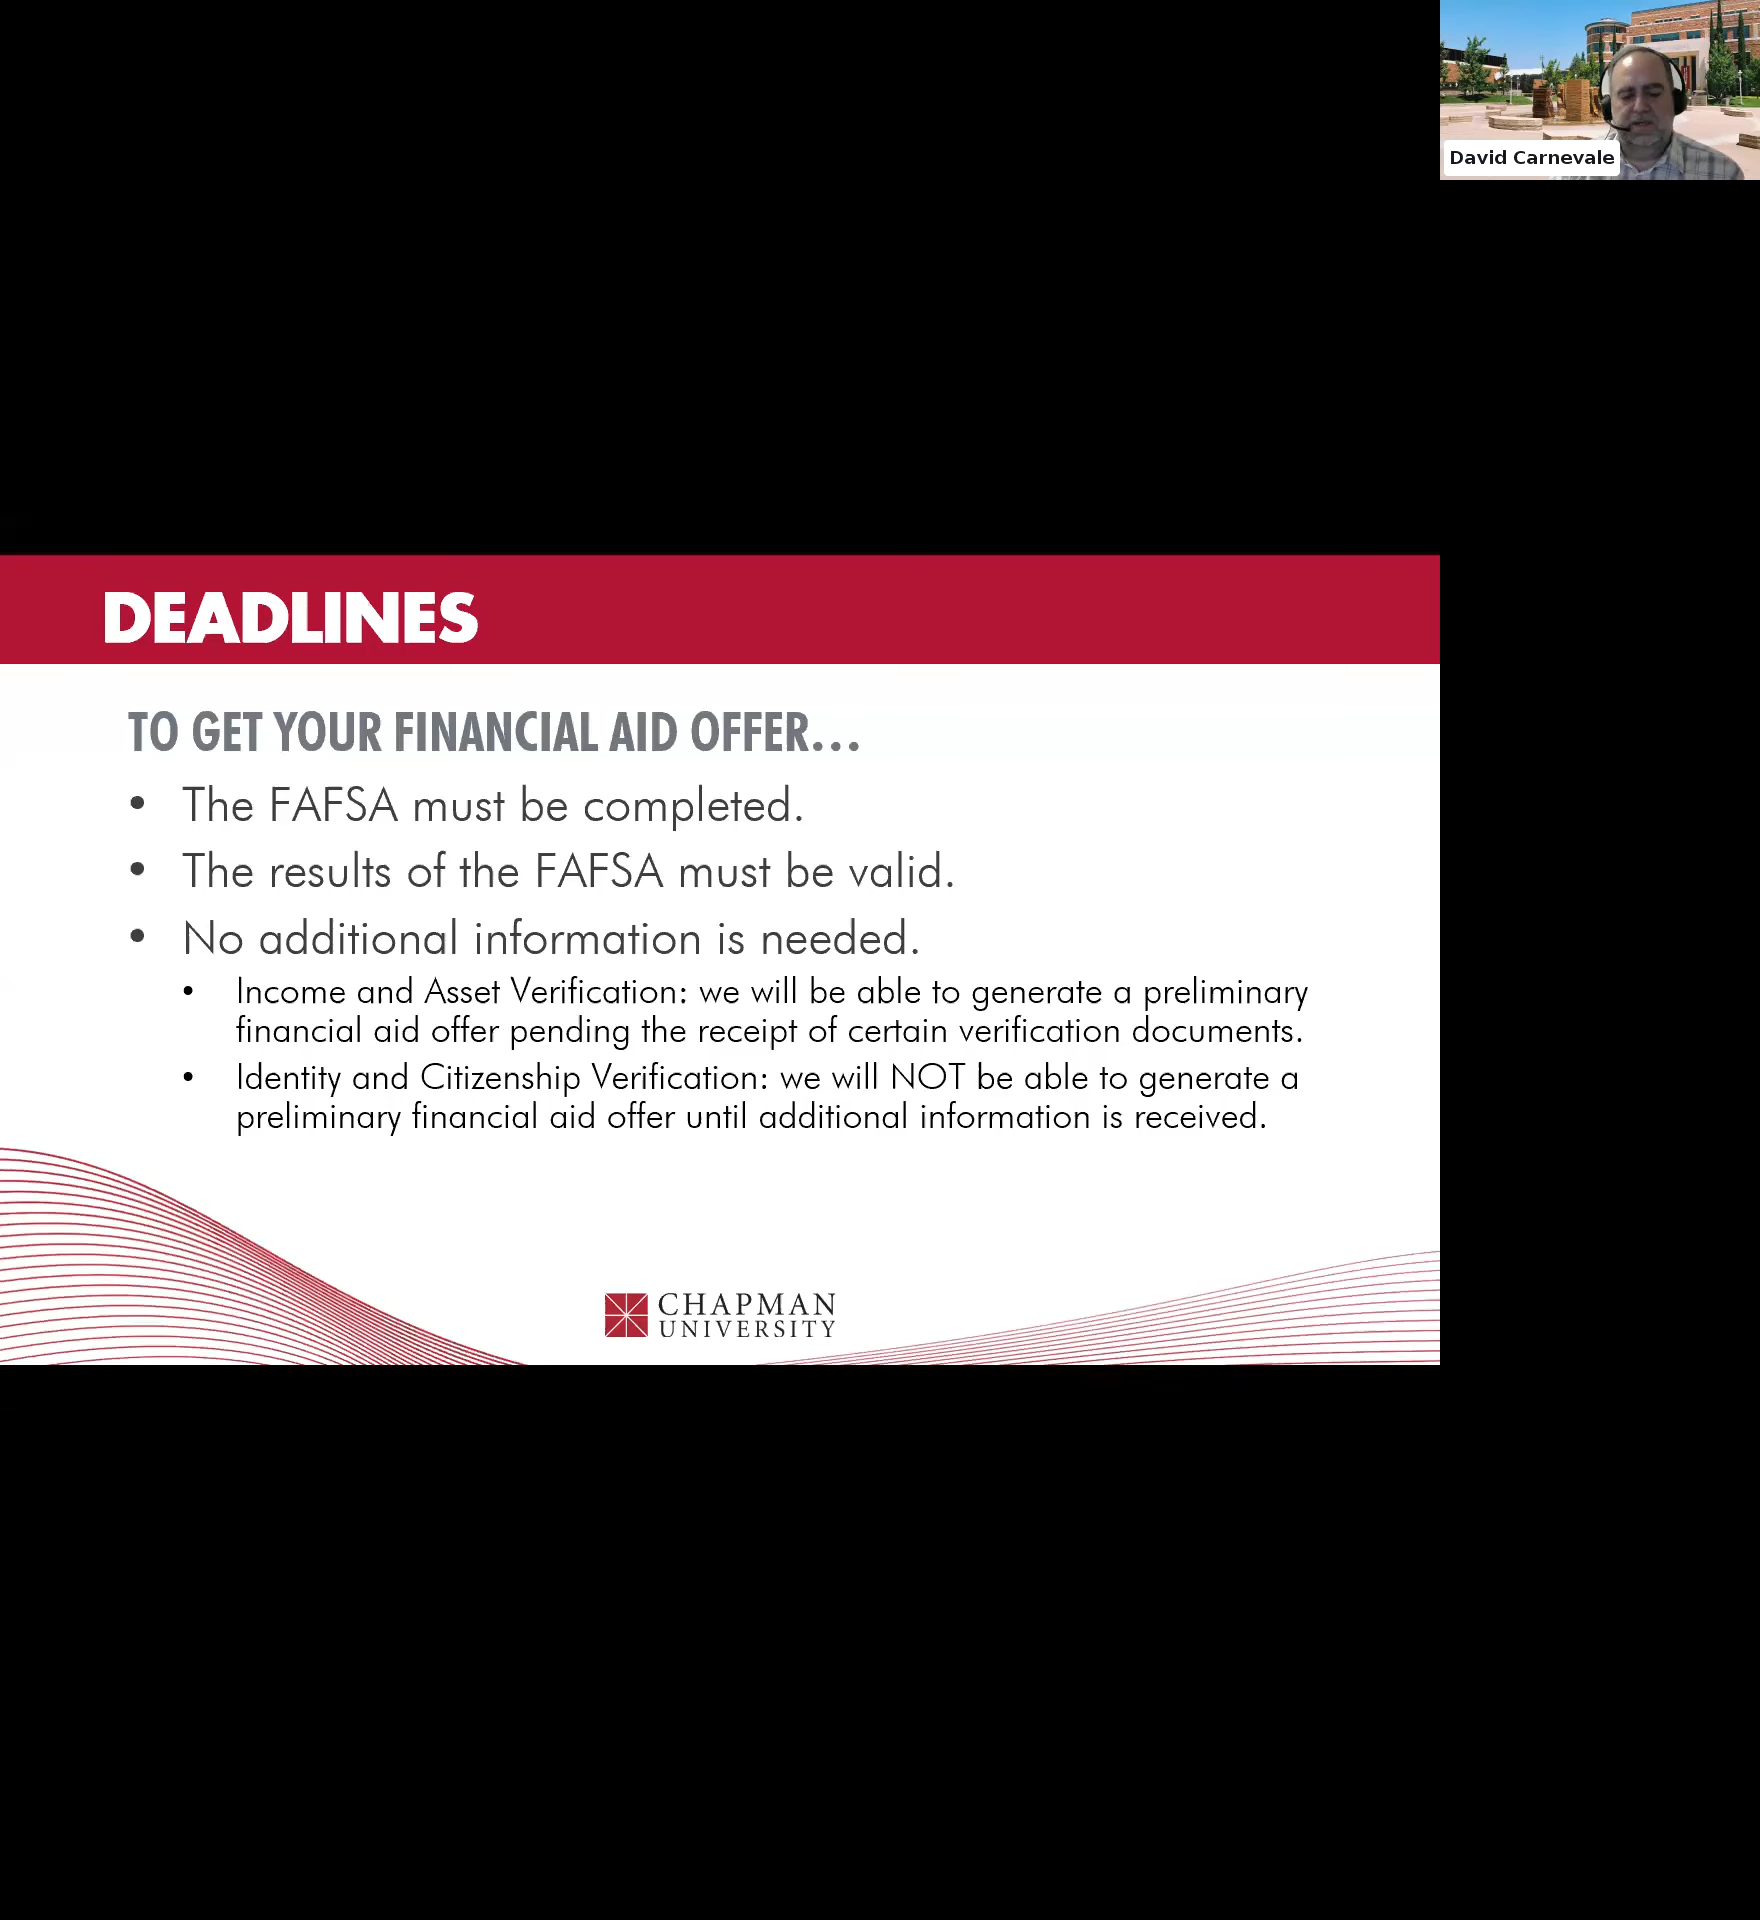 David Carnevale
DEADLINES
TO GET YOUR FINANCIAL AID OFFER...
• The FAFSA must be completed.
• The results of the FAFSA must be valid.
• No additional information is needed.
• Income and Asset Verification: we will be able to generate a preliminary
financial aid offer pending the receipt of certain verification documents.
• Identity and Citizenship Verification: we will NOT be able to generate a
preliminary financial aid offer until additional information is received.
CHAPMAN
UNIVERSITY